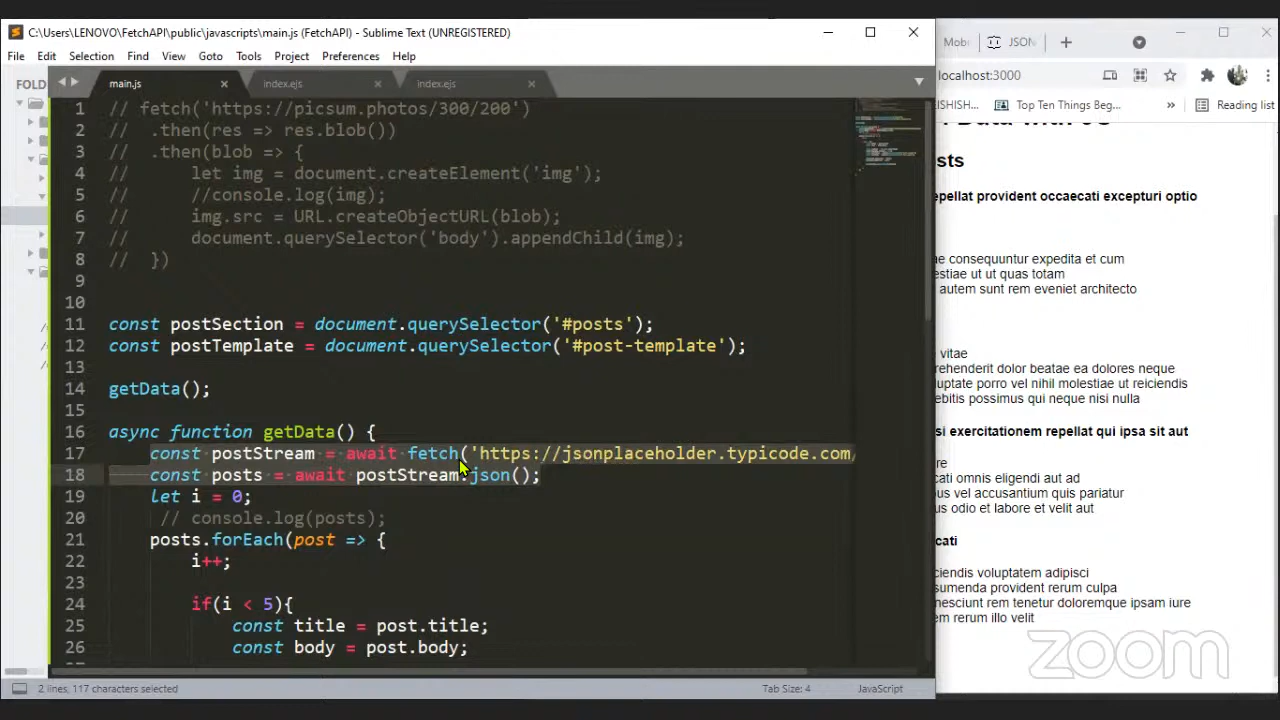 C:\Users\LENOVO\FetchAPI\public\javascripts\main.js (FetchAPI) - Sublime Text (UNREGISTERED)
File Edit Selection Find View Goto Tools Project Preferences Help
FOLD
main.js × index.ejs × index.ejs ×
1 // fetch('https://picsum.photos/300/200')
2 // .then(res => res.blob())
3 // .then(blob => {
4 // let img = document.createElement('img');
5 // //console.log(img);
6 // img.src = URL.createObjectURL(blob);
7 // document.querySelector('body').appendChild(img);
8 // })
9
10
11 const postSection = document.querySelector('#posts');
12 const postTemplate = document.querySelector('#post-template');
13
14 getData();
15
16 async function getData() {
17 const postStream = await fetch('https://jsonplaceholder.typicode.com/
18 const posts = await postStream.json();
19 let i = 0;
20 // console.log(posts);
21 posts.forEach(post => {
22 i++;
23
24 if(i < 5){
25 const title = post.title;
26 const body = post.body;
2 lines, 117 characters selected
Tab Size: 4
JavaScript
Mob
JSON
localhost:3000
ISHISH...
Top Ten Things Beg...
»
Reading list
sts
epellat provident occaecati excepturi optio
ae consequuntur expedita et cum
estiae ut ut quas totam
autem sunt rem eveniet architecto
vitae
rehenderit dolor beatae ea dolores neque
luptate porro vel nihil molestiae ut reiciendis
ebitis possimus qui neque nisi nulla
si exercitationem repellat qui ipsa sit aut
re
ati omnis eligendi aut ad
us vel accusantium quis pariatur
us odio et labore et velit aut
cati
iciendis voluptatem adipisci
s provident rerum culpa
nesciunt rem tenetur doloremque ipsam iure
em rerum illo velit
zoom